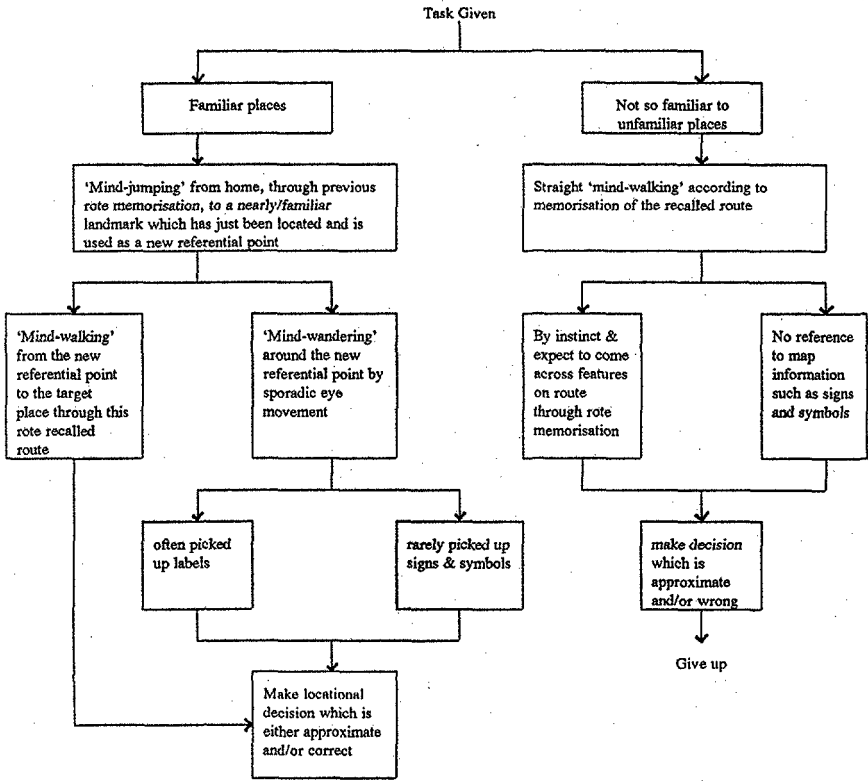 Task Given
Familiar places
Not so familiar to
unfamiliar places
'Mind-jumping' from home, through previous
rote memorisation, to a nearly/familiar
landmark which has just been located and is
used as a new referential point
Straight 'mind-walking' according to
memorisation of the recalled route
'Mind-walking'
from the new
referential point
to the target
place through this
rote recalled
route
'Mind-wandering'
around the new
referential point by
sporadic eye
movement
By instinct &
expect to come
across features
on route
through rote
memorisation
No reference
to map
information
such as signs
and symbols
often picked
up labels
rarely picked up
signs & symbols
make decision
which is
approximate
and/or wrong
Give up
Make locational
decision which is
either approximate
and/or correct